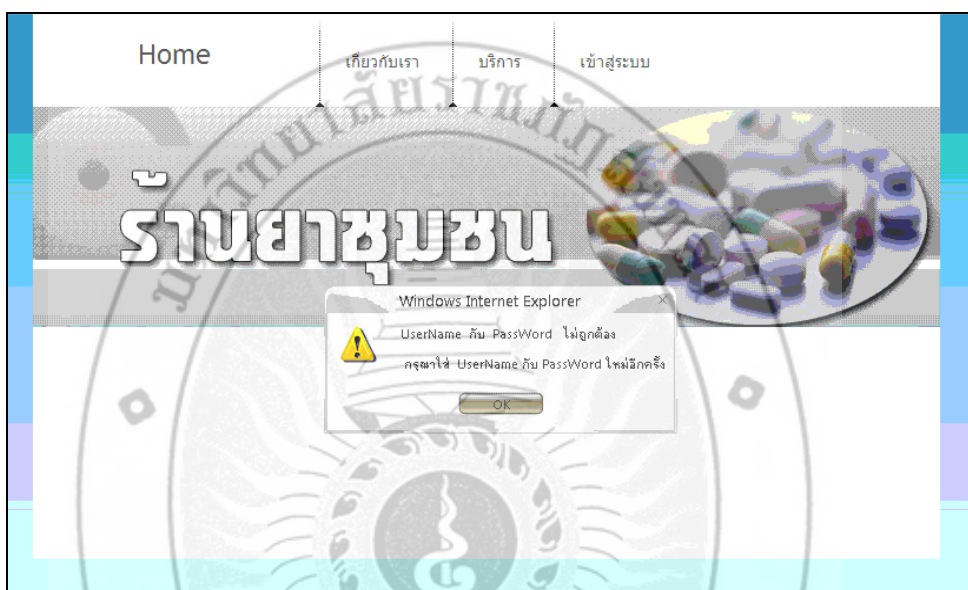 Home
เกี่ยวกับเรา
บริการ
เข้าสู่ระบบ
ร้านยาชุมชน
Windows Internet Explorer
UserName กับ PassWord ไม่ถูกต้อง
กรุณาใส่ UserName กับ PassWord ใหม่อีกครั้ง
OK